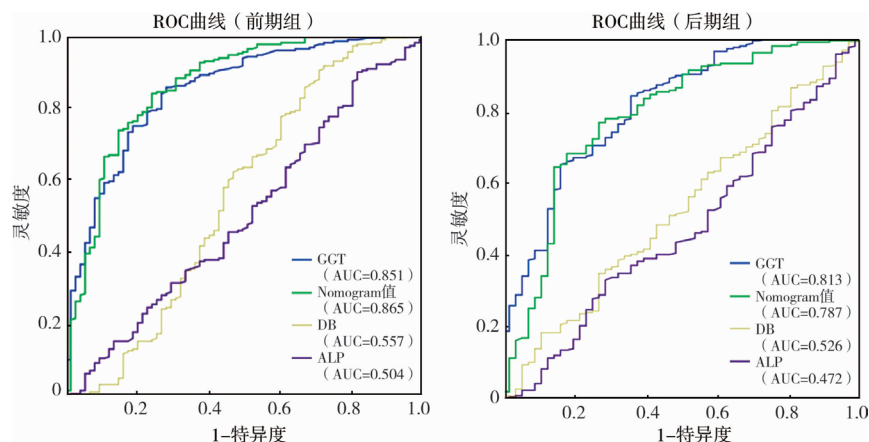 ROC曲线（前期组）
1.0
0.8
0.6
0.4
0.2
0
灵敏度
GGT
（AUC=0.851）
Nomogram值
（AUC=0.865）
DB
（AUC=0.557）
ALP
（AUC=0.504）
0.2 0.4 0.6 0.8 1.0
1-特异度
ROC曲线（后期组）
1.0
0.8
0.6
0.4
0.2
0
灵敏度
GGT
（AUC=0.813）
Nomogram值
（AUC=0.787）
DB
（AUC=0.526）
ALP
（AUC=0.472）
0.2 0.4 0.6 0.8 1.0
1-特异度